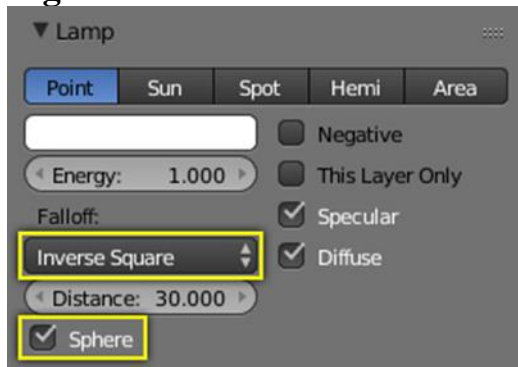 Lamp
Point Sun Spot Hemi Area
Negative
Energy: 1.000 This Layer Only
Falloff: Specular
Inverse Square Diffuse
Distance: 30.000
Sphere